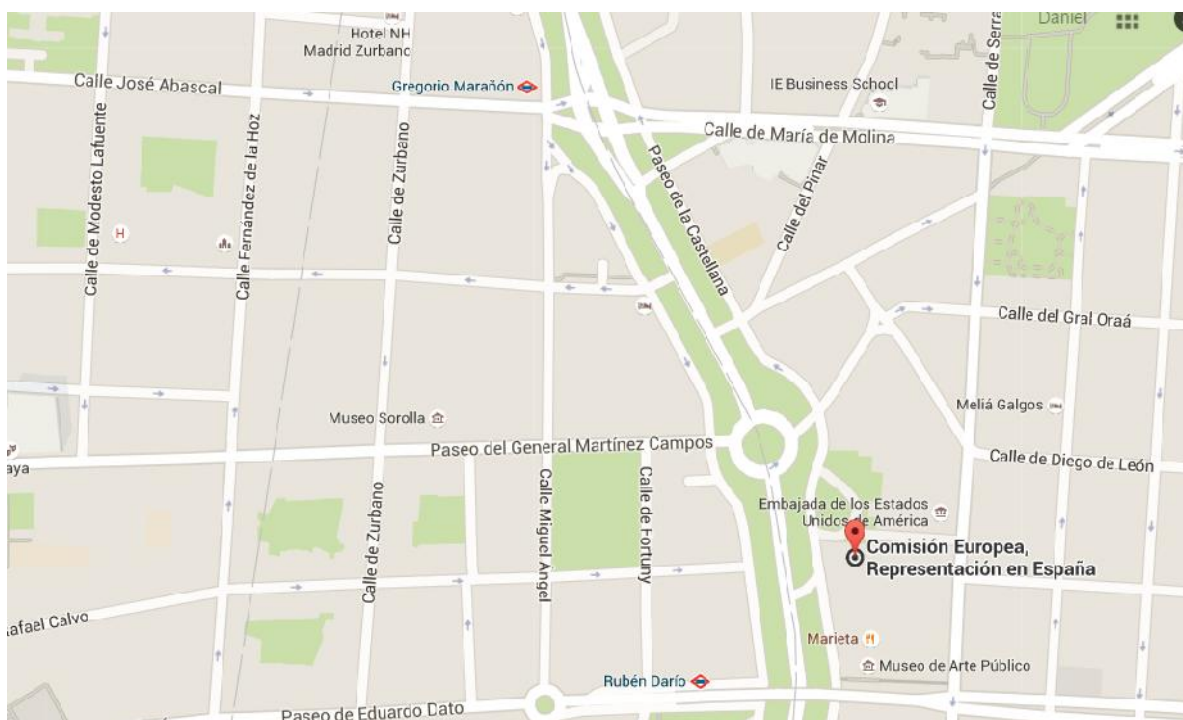 Hotel NH
Madrid Zurbano
Daniel
Calle José Abascal
Gregorio Marañón
IE Business School
Calle de Serra
Calle de María de Molina
Calle de Modesto Lafuente
Calle Fernández de la Hoz
Calle de Zurbano
Paseo de la Castellana
Calle del Pinar
H
Calle del Gral Oraá
Museo Sorolla
Meliá Galgos
Paseo del General Martínez Campos
aya
Calle de Diego de León
Calle de Zurbano
Calle Miguel Ángel
Calle de Fortuny
Embajada de los Estados
Unidos de América
Comisión Europea,
Representación en España
afael Calvo
Marieta
Museo de Arte Público
Rubén Darío
Paseo de Eduardo Dato